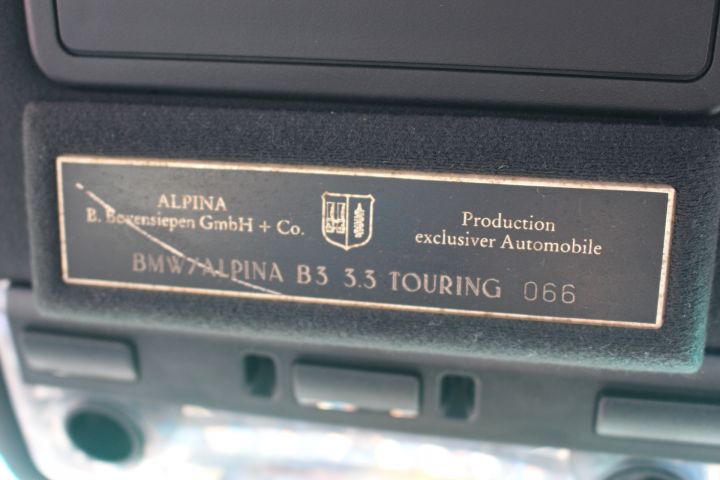 ALPINA
B. Bovensiepen GmbH + Co.
Production
exclusiver Automobile
BMW/ALPINA B3 3.3 TOURING 066